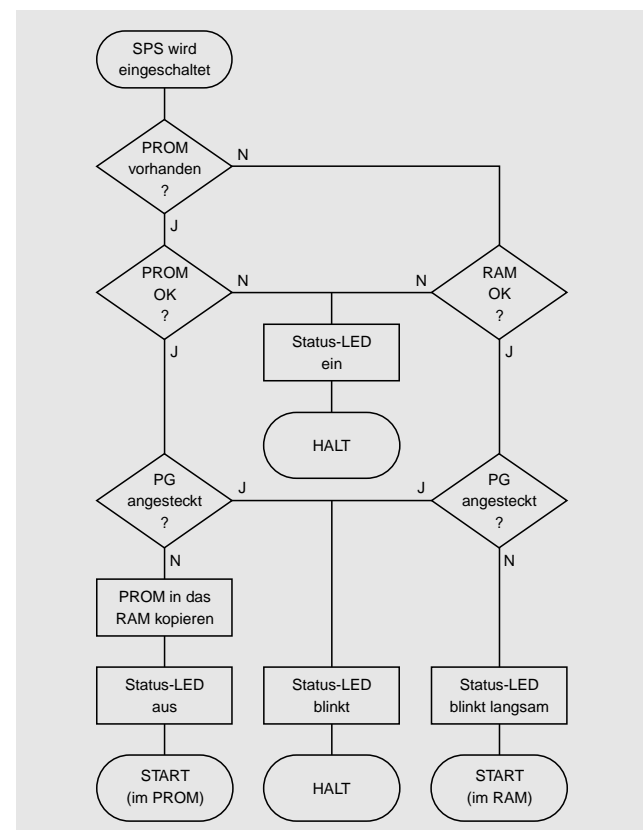 SPS wird
eingeschaltet
PROM
vorhanden
?
N
J
PROM
OK
?
N
N
RAM
OK
?
J
Status-LED
ein
J
HALT
PG
angesteckt
?
J
J
PG
angesteckt
?
N
N
PROM in das
RAM kopieren
Status-LED
aus
Status-LED
blinkt
Status-LED
blinkt langsam
START
(im PROM)
HALT
START
(im RAM)